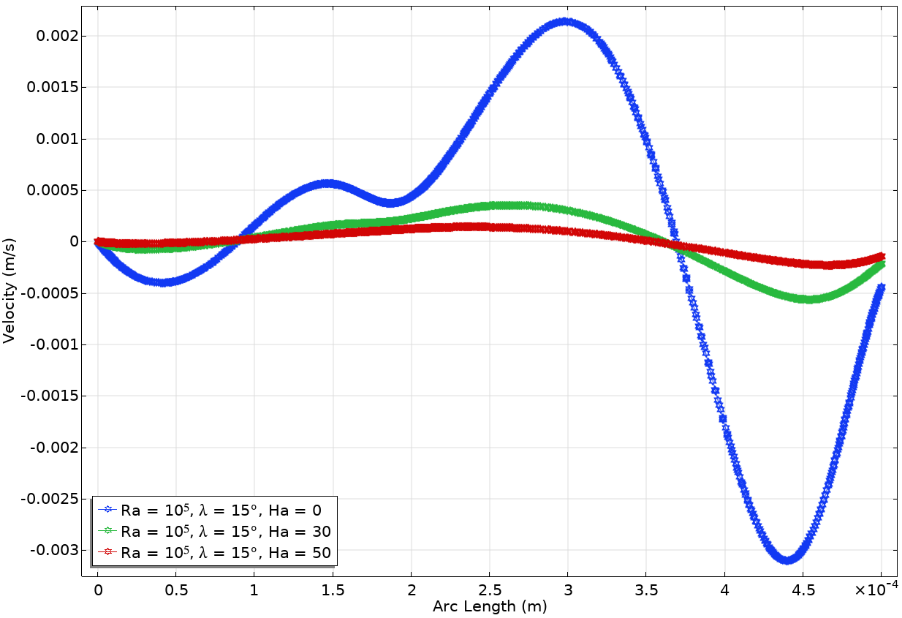 0.002
0.0015
0.001
0.0005
0
-0.0005
-0.001
-0.0015
-0.002
-0.0025
-0.003
Velocity (m/s)
Ra = 10⁵, λ = 15°, Ha = 0
Ra = 10⁵, λ = 15°, Ha = 30
Ra = 10⁵, λ = 15°, Ha = 50
0 0.5 1 1.5 2 2.5 3 3.5 4 4.5 ×10⁻⁴
Arc Length (m)